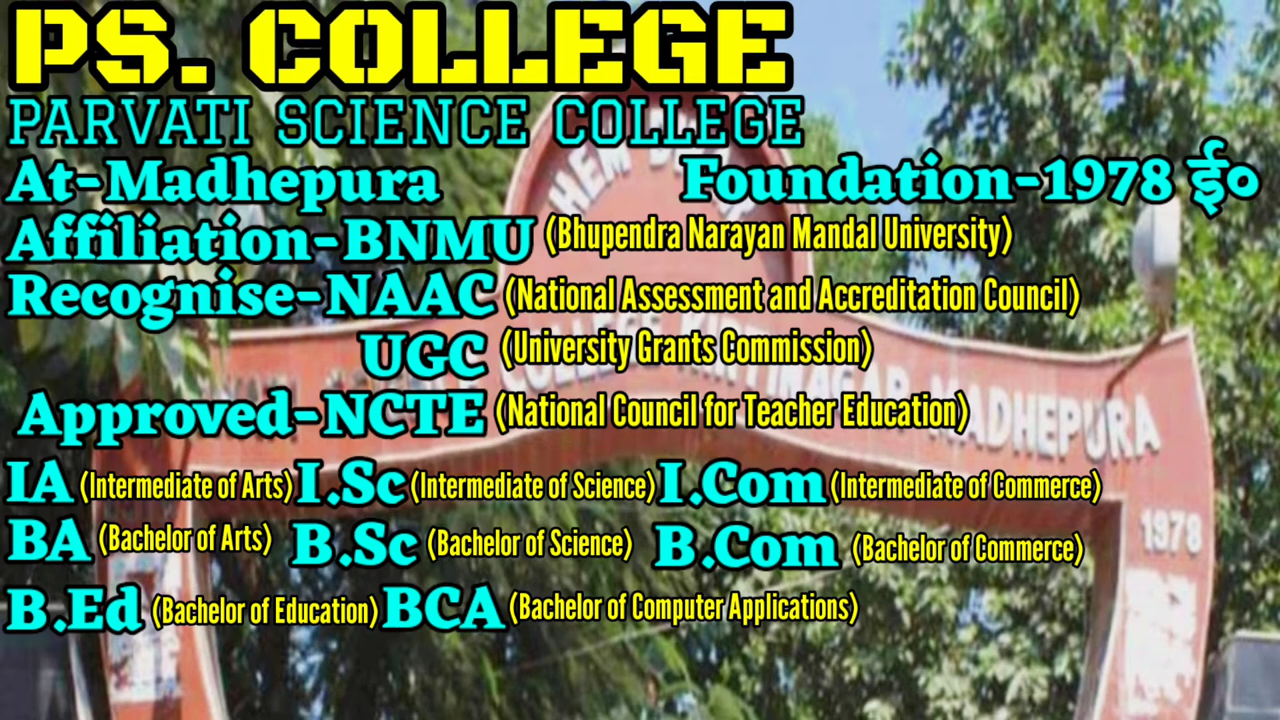 PS. COLLEGE
PARVATI SCIENCE COLLEGE
At-Madhepura Foundation-1978 ई०
Affiliation-BNMU (Bhupendra Narayan Mandal University)
Recognise-NAAC (National Assessment and Accreditation Council)
UGC (University Grants Commission)
Approved-NCTE (National Council for Teacher Education)
IA (Intermediate of Arts) I.Sc (Intermediate of Science) I.Com (Intermediate of Commerce)
BA (Bachelor of Arts) B.Sc (Bachelor of Science) B.Com (Bachelor of Commerce)
B.Ed (Bachelor of Education) BCA (Bachelor of Computer Applications)
COLLEGE MADHEPURA
1978